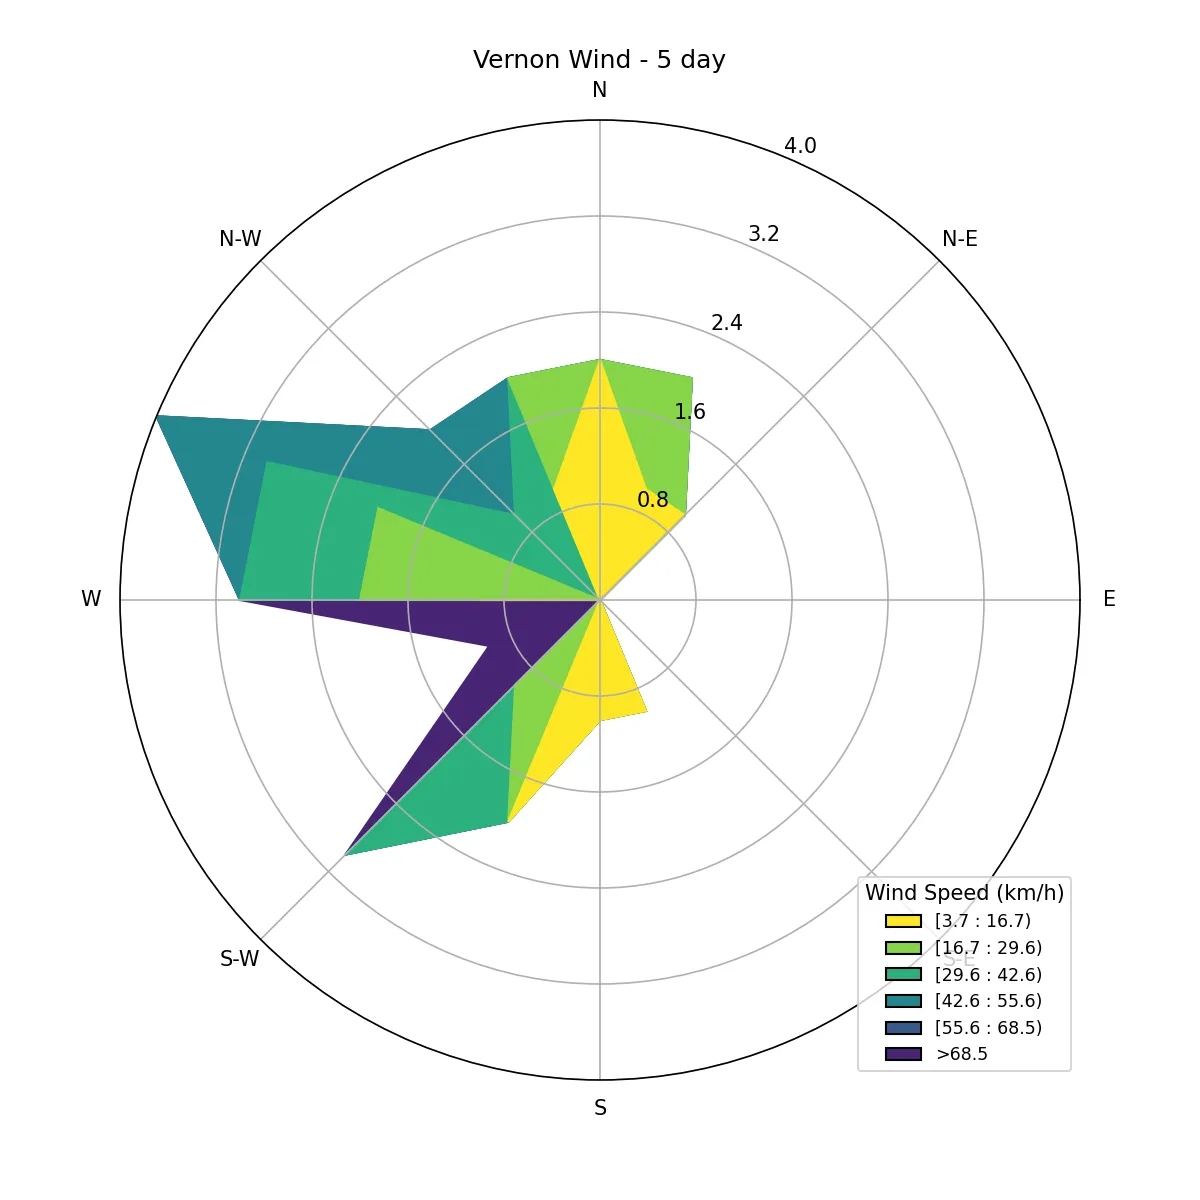 Vernon Wind - 5 day
N
4.0
N-W
3.2
N-E
2.4
1.6
0.8
W
E
Wind Speed (km/h)
[3.7 : 16.7)
[16.7 : 29.6)
S-W
S-E
[29.6 : 42.6)
[42.6 : 55.6)
[55.6 : 68.5)
>68.5
S